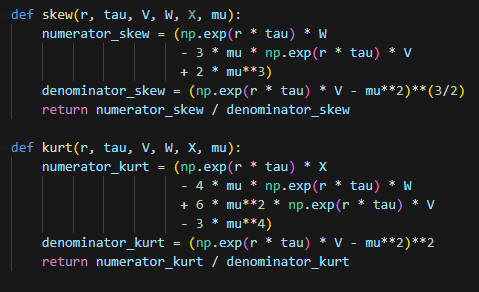 def skew(r, tau, V, W, X, mu):
    numerator_skew = (np.exp(r * tau) * W
                      - 3 * mu * np.exp(r * tau) * V
                      + 2 * mu**3)
    denominator_skew = (np.exp(r * tau) * V - mu**2)**(3/2)
    return numerator_skew / denominator_skew

def kurt(r, tau, V, W, X, mu):
    numerator_kurt = (np.exp(r * tau) * X
                      - 4 * mu * np.exp(r * tau) * W
                      + 6 * mu**2 * np.exp(r * tau) * V
                      - 3 * mu**4)
    denominator_kurt = (np.exp(r * tau) * V - mu**2)**2
    return numerator_kurt / denominator_kurt